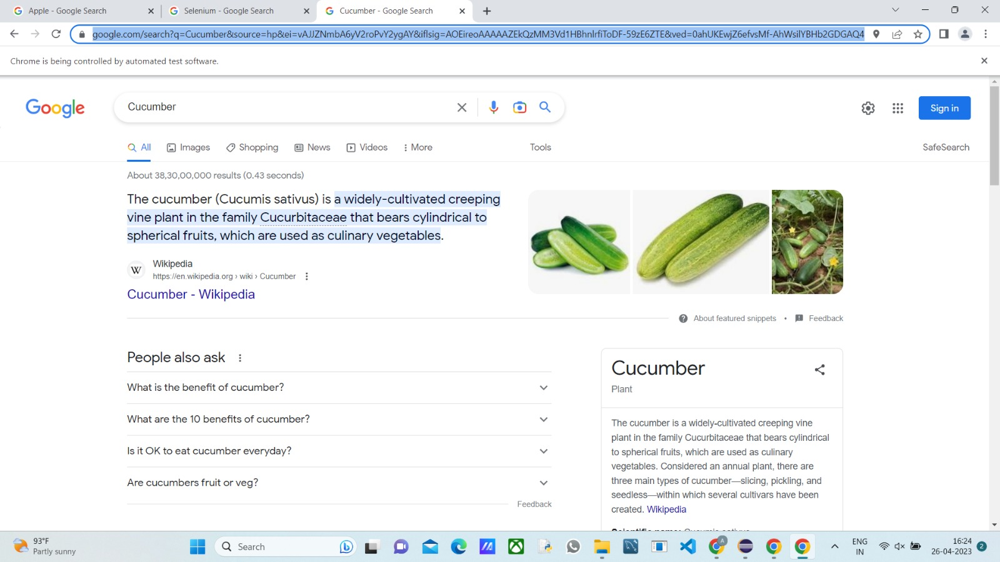 Apple - Google Search
Selenium - Google Search
Cucumber - Google Search
google.com/search?q=Cucumber&source=hp&ei=vAJJZNmbA6yV2roPvY2ygAY&iflsig=AOEireoAAAAAZEkQzMM3Vd1HBhnlrfiToDF-59zE6ZTE&ved=0ahUKEwjZ6efvsMf-AhWsilYBHb2GDGAQ4
Chrome is being controlled by automated test software.
Google
Cucumber
Sign in
All Images Shopping News Videos More Tools SafeSearch
About 38,30,00,000 results (0.43 seconds)
The cucumber (Cucumis sativus) is a widely-cultivated creeping
vine plant in the family Cucurbitaceae that bears cylindrical to
spherical fruits, which are used as culinary vegetables.
W
Wikipedia
https://en.wikipedia.org › wiki › Cucumber
Cucumber - Wikipedia
About featured snippets • Feedback
People also ask
What is the benefit of cucumber?
What are the 10 benefits of cucumber?
Is it OK to eat cucumber everyday?
Are cucumbers fruit or veg?
Feedback
Cucumber
Plant
The cucumber is a widely-cultivated creeping vine
plant in the family Cucurbitaceae that bears cylindrical
to spherical fruits, which are used as culinary
vegetables. Considered an annual plant, there are
three main types of cucumber—slicing, pickling, and
seedless—within which several cultivars have been
created. Wikipedia
Scientific name: Cucumis sativus
93°F
Partly sunny
Search
A
ENG
IN
16:24
26-04-2023
2